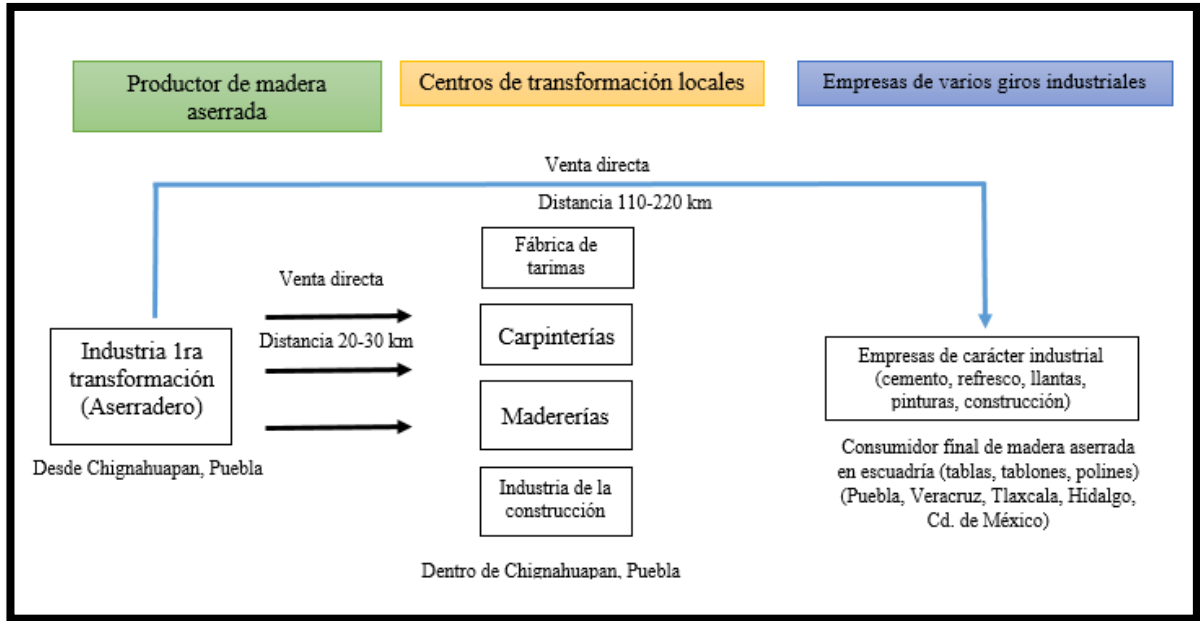 Productor de madera
aserrada
Centros de transformación locales
Empresas de varios giros industriales
Venta directa
Distancia 110-220 km
Fábrica de
tarimas
Venta directa
Distancia 20-30 km
Carpinterías
Industria 1ra
transformación
(Aserradero)
Empresas de carácter industrial
(cemento, refresco, llantas,
pinturas, construcción)
Madererías
Desde Chignahuapan, Puebla
Consumidor final de madera aserrada
en escuadría (tablas, tablones, polines)
(Puebla, Veracruz, Tlaxcala, Hidalgo,
Cd. de México)
Industria de la
construcción
Dentro de Chignahuapan, Puebla